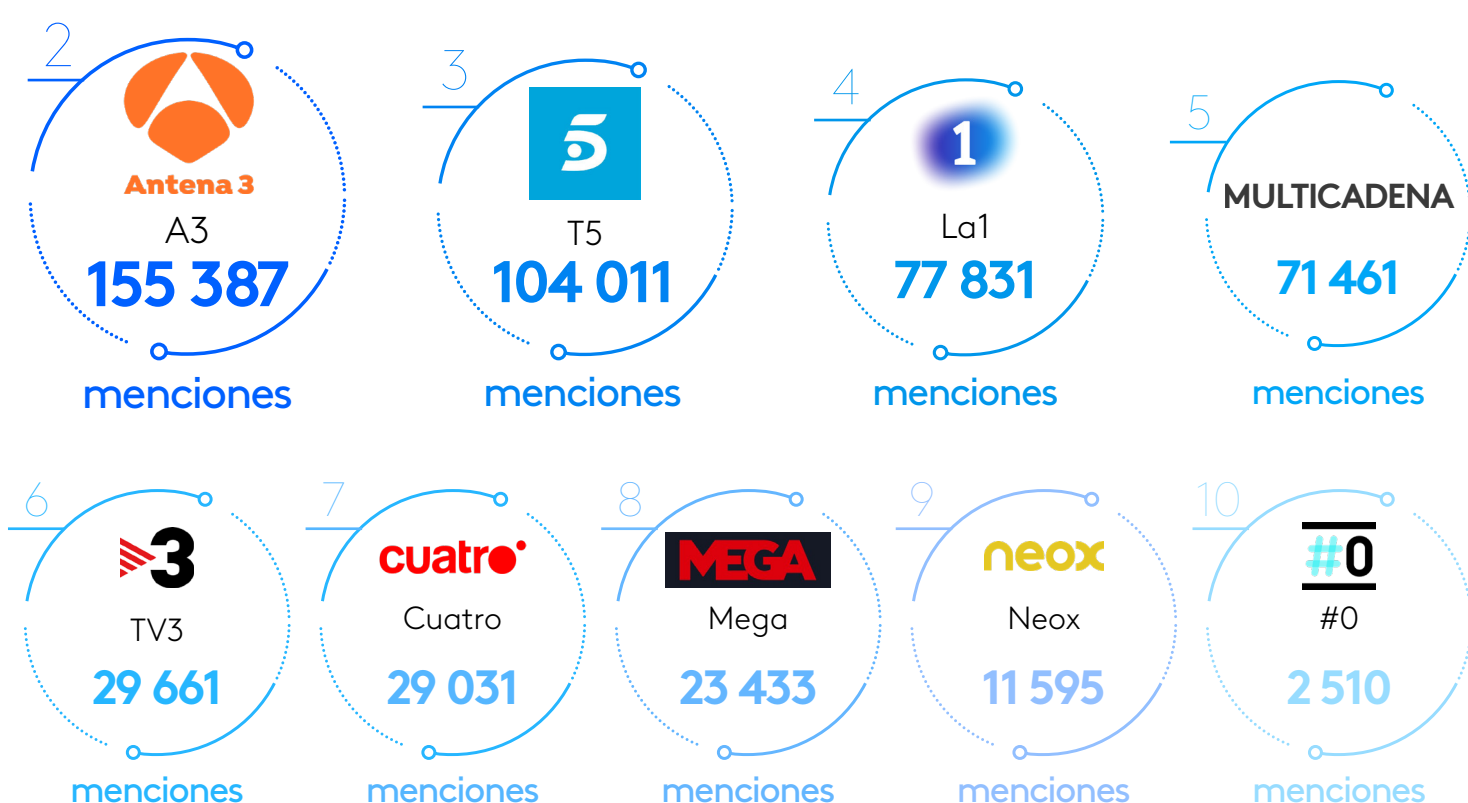 2
Antena 3
A3
155 387
menciones
3
5
T5
104 011
menciones
4
1
La1
77 831
menciones
5
MULTICADENA
71 461
menciones
6
3
TV3
29 661
menciones
7
cuatro
Cuatro
29 031
menciones
8
MEGA
Mega
23 433
menciones
9
neox
Neox
11 595
menciones
10
#0
#0
2 510
menciones